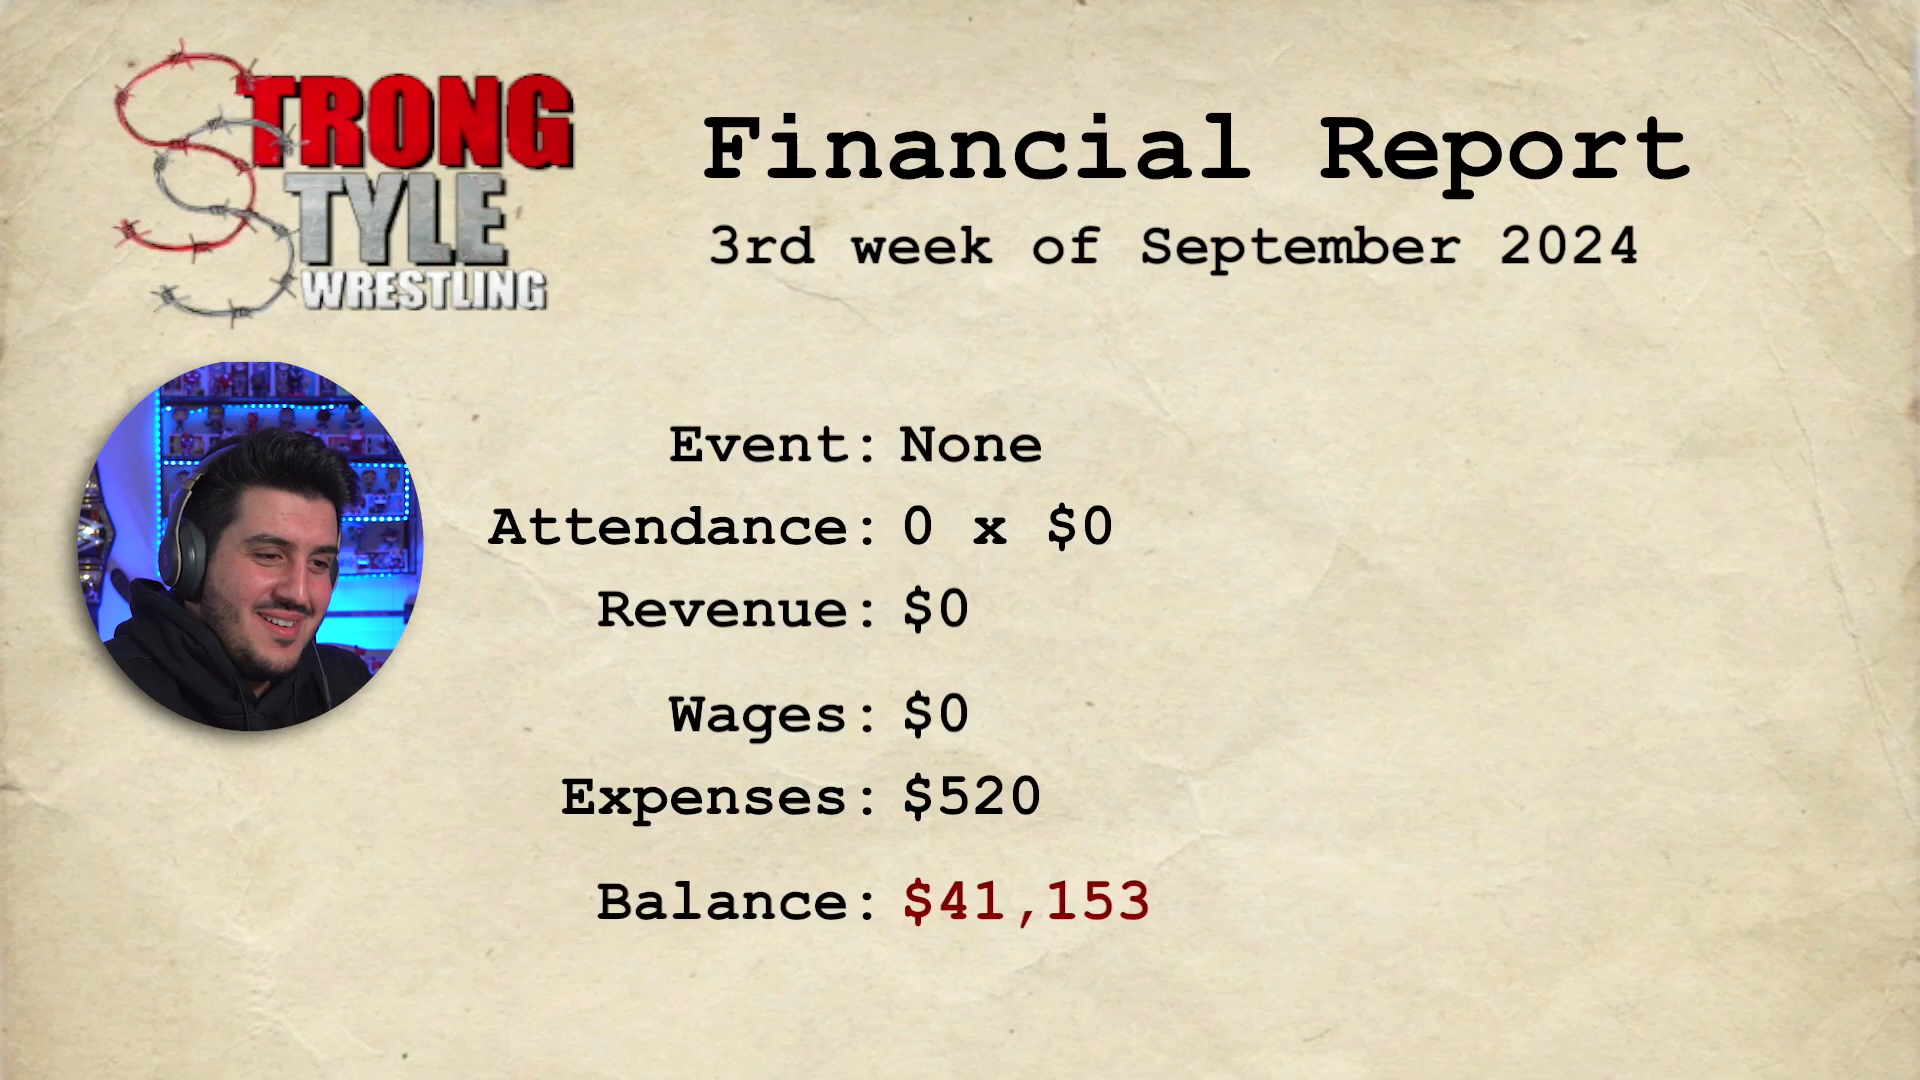 STRONG
STYLE
WRESTLING
Financial Report
3rd week of September 2024
Event: None
Attendance: 0 x $0
Revenue: $0
Wages: $0
Expenses: $520
Balance: $41,153